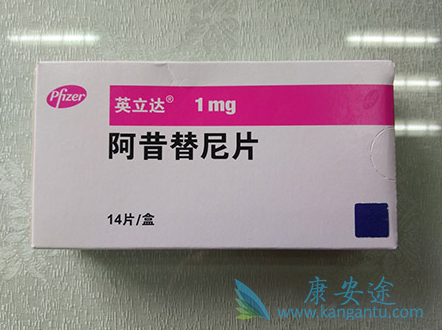 Pfizer
英立达® 1 mg
阿昔替尼片
14片/盒
康安途
www.kangantu.com